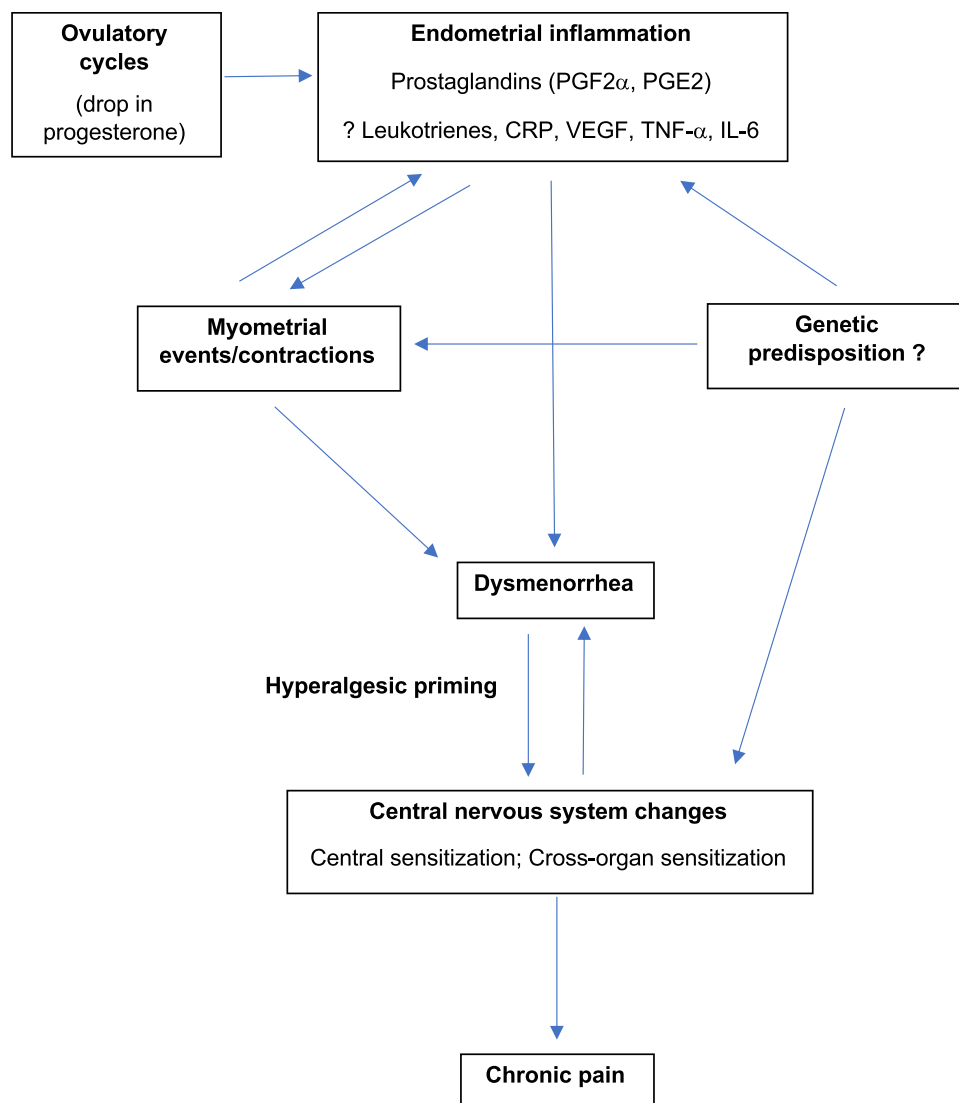 Ovulatory
cycles
(drop in
progesterone)
Endometrial inflammation
Prostaglandins (PGF2α, PGE2)
? Leukotrienes, CRP, VEGF, TNF-α, IL-6
Myometrial
events/contractions
Genetic
predisposition ?
Dysmenorrhea
Hyperalgesic priming
Central nervous system changes
Central sensitization; Cross-organ sensitization
Chronic pain